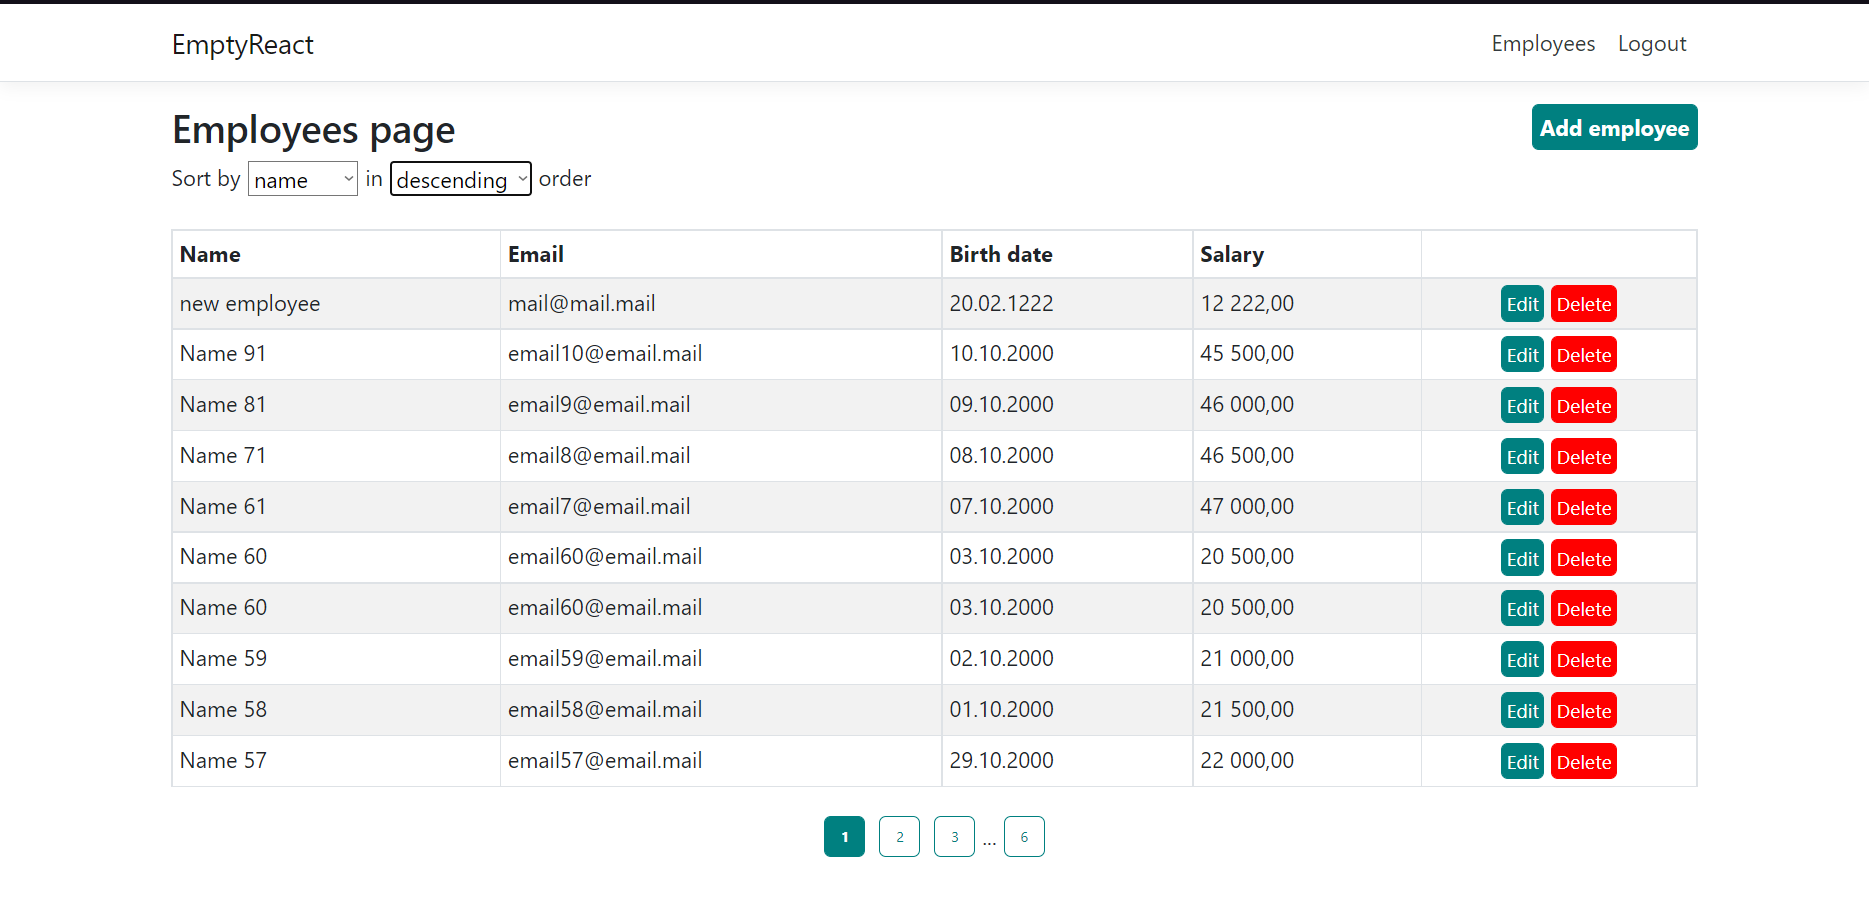 EmptyReact Employees Logout
Employees page Add employee
Sort by name in descending order
Name Email Birth date Salary
new employee mail@mail.mail 20.02.1222 12 222,00 Edit Delete
Name 91 email10@email.mail 10.10.2000 45 500,00 Edit Delete
Name 81 email9@email.mail 09.10.2000 46 000,00 Edit Delete
Name 71 email8@email.mail 08.10.2000 46 500,00 Edit Delete
Name 61 email7@email.mail 07.10.2000 47 000,00 Edit Delete
Name 60 email60@email.mail 03.10.2000 20 500,00 Edit Delete
Name 60 email60@email.mail 03.10.2000 20 500,00 Edit Delete
Name 59 email59@email.mail 02.10.2000 21 000,00 Edit Delete
Name 58 email58@email.mail 01.10.2000 21 500,00 Edit Delete
Name 57 email57@email.mail 29.10.2000 22 000,00 Edit Delete
1 2 3 ... 6